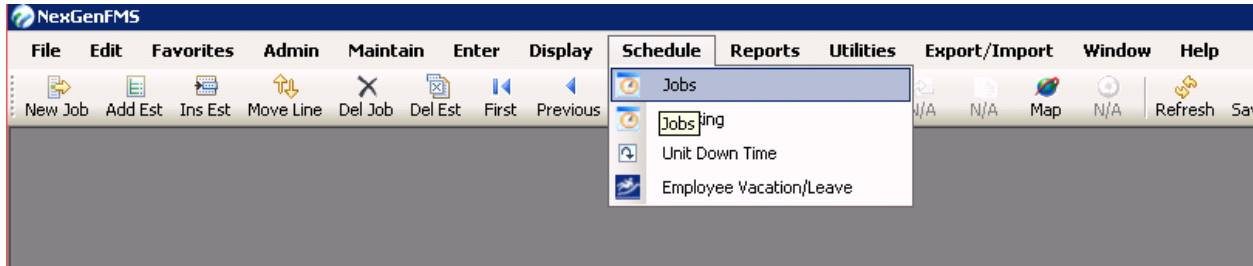 NexGenFMS
File Edit Favorites Admin Maintain Enter Display Schedule Reports Utilities Export/Import Window Help
New Job Add Est Ins Est Move Line Del Job Del Est First Previous N/A N/A Map N/A Refresh
Jobs
Jobs
Unit Down Time
Employee Vacation/Leave